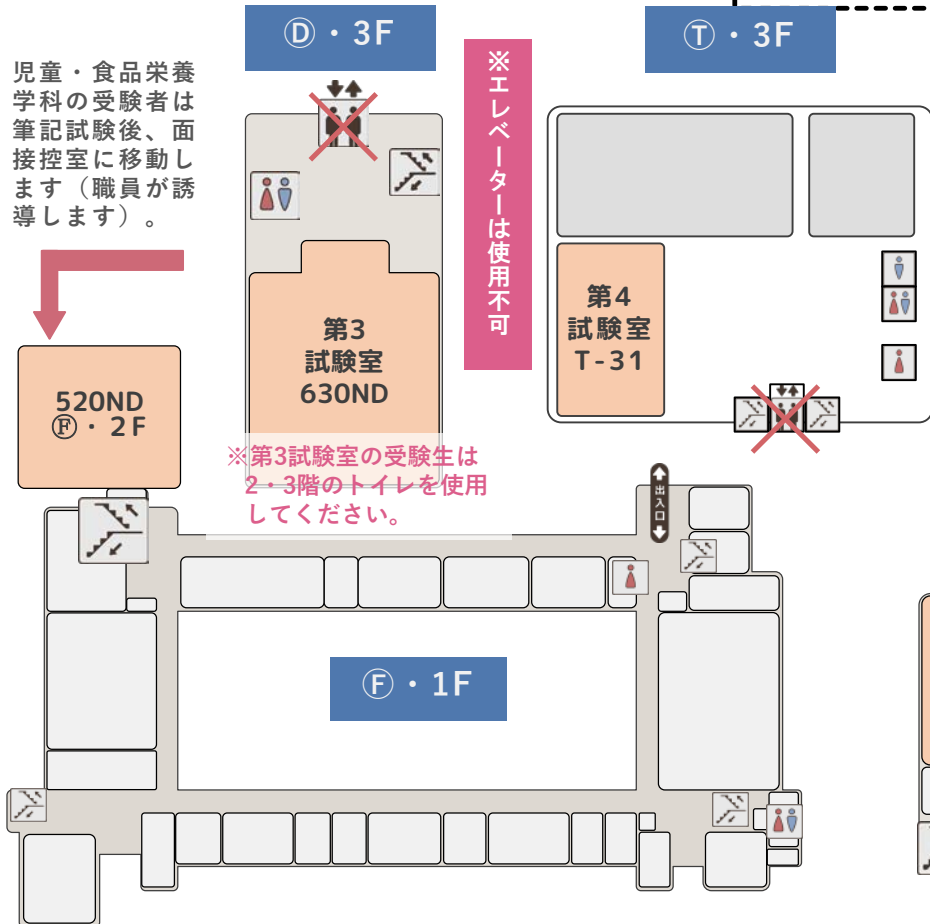 Ⓓ・3F
Ⓣ・3F
児童・食品栄養
学科の受験者は
筆記試験後、面
接控室に移動し
ます（職員が誘
導します）。
※エレベーターは使用不可
第3
試験室
630ND
第4
試験室
T-31
520ND
Ⓕ・2F
※第3試験室の受験生は
2・3階のトイレを使用
してください。
出入口
Ⓕ・1F